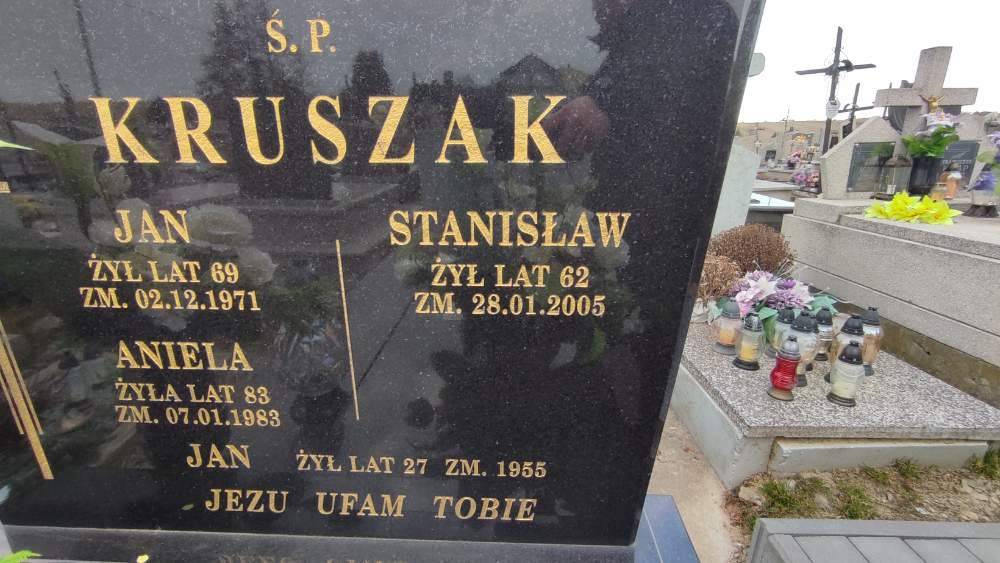 Ś. P.
KRUSZAK
JAN
ŻYŁ LAT 69
ZM. 02.12.1971
ANIELA
ŻYŁA LAT 83
ZM. 07.01.1983
STANISŁAW
ŻYŁ LAT 62
ZM. 28.01.2005
JAN ŻYŁ LAT 27 ZM. 1955
JEZU UFAM TOBIE